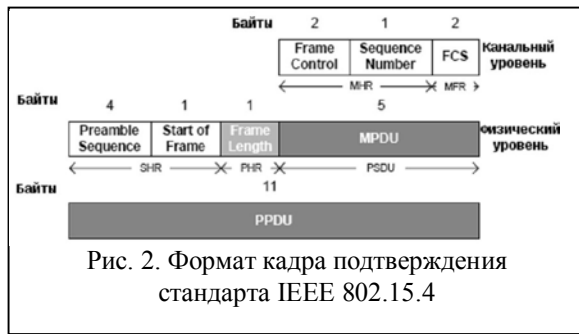 Байты 2 1 2
Frame Control Sequence Number FCS Канальный уровень
MHR MFR
Байты 4 1 1 5
Preamble Sequence Start of Frame Frame Length MPDU Физический уровень
SHR PHR PSDU
Байты 11
PPDU
Рис. 2. Формат кадра подтверждения
стандарта IEEE 802.15.4